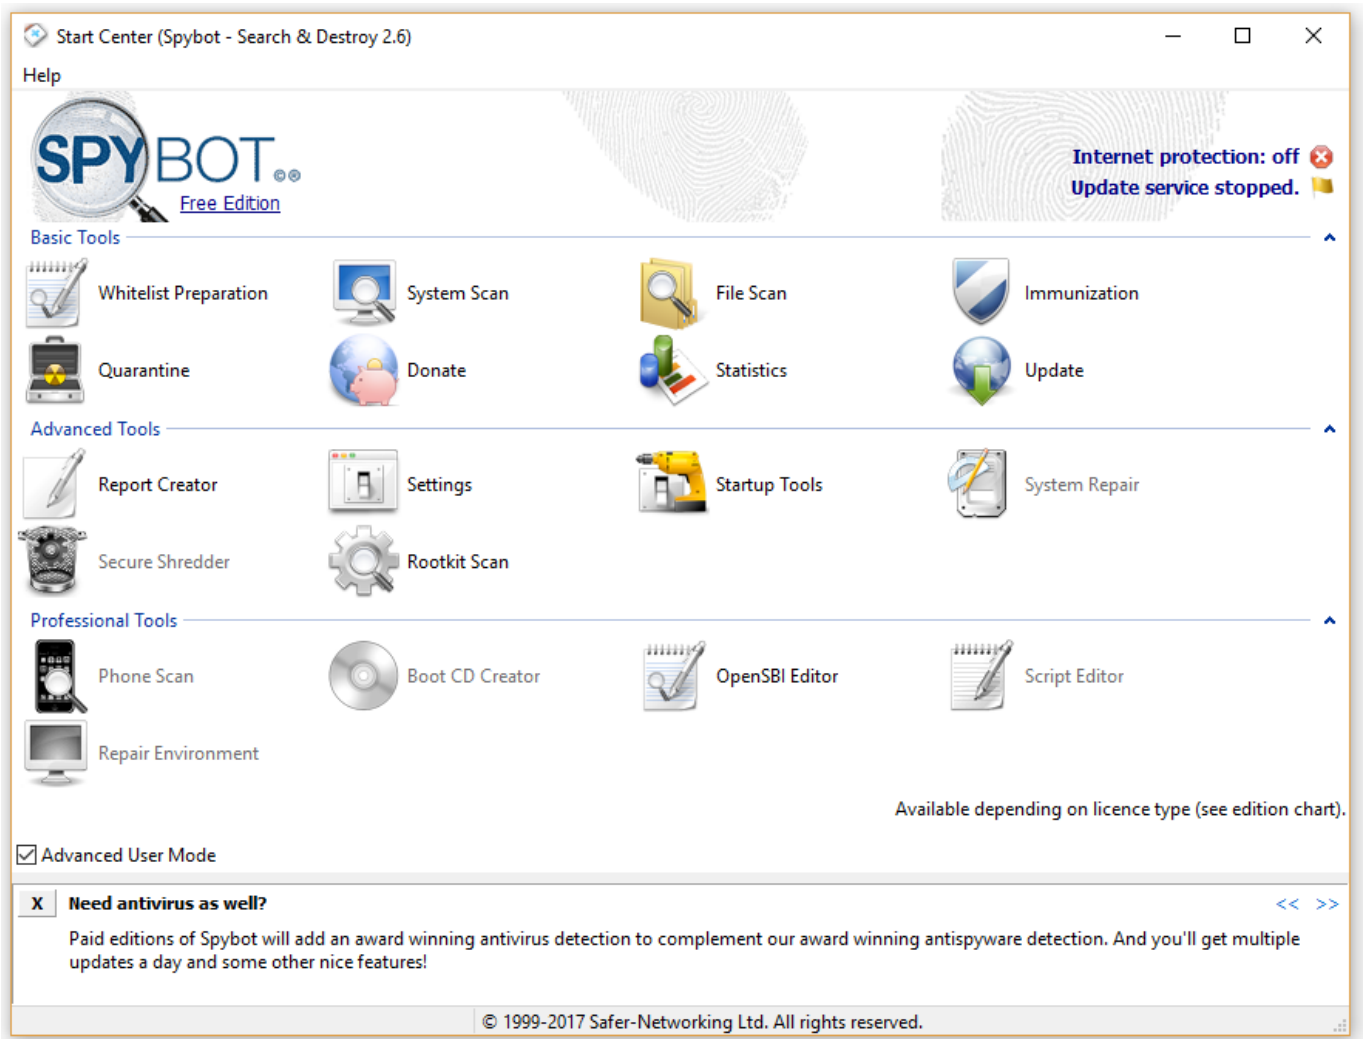 Start Center (Spybot - Search & Destroy 2.6)
Help
SPYBOT
Free Edition
Internet protection: off
Update service stopped.
Basic Tools
Whitelist Preparation
System Scan
File Scan
Immunization
Quarantine
Donate
Statistics
Update
Advanced Tools
Report Creator
Settings
Startup Tools
System Repair
Secure Shredder
Rootkit Scan
Professional Tools
Phone Scan
Boot CD Creator
OpenSBI Editor
Script Editor
Repair Environment
Available depending on licence type (see edition chart).
Advanced User Mode
X Need antivirus as well? << >>
Paid editions of Spybot will add an award winning antivirus detection to complement our award winning antispyware detection. And you'll get multiple
updates a day and some other nice features!
© 1999-2017 Safer-Networking Ltd. All rights reserved.